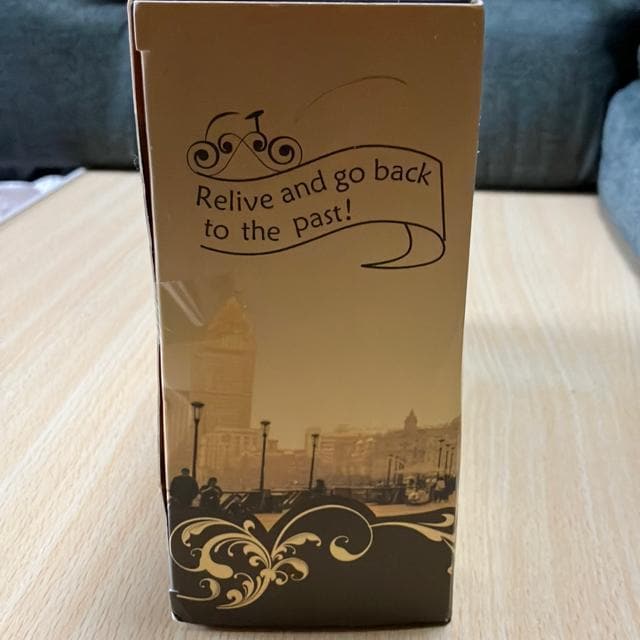 Relive and go back
to the past!